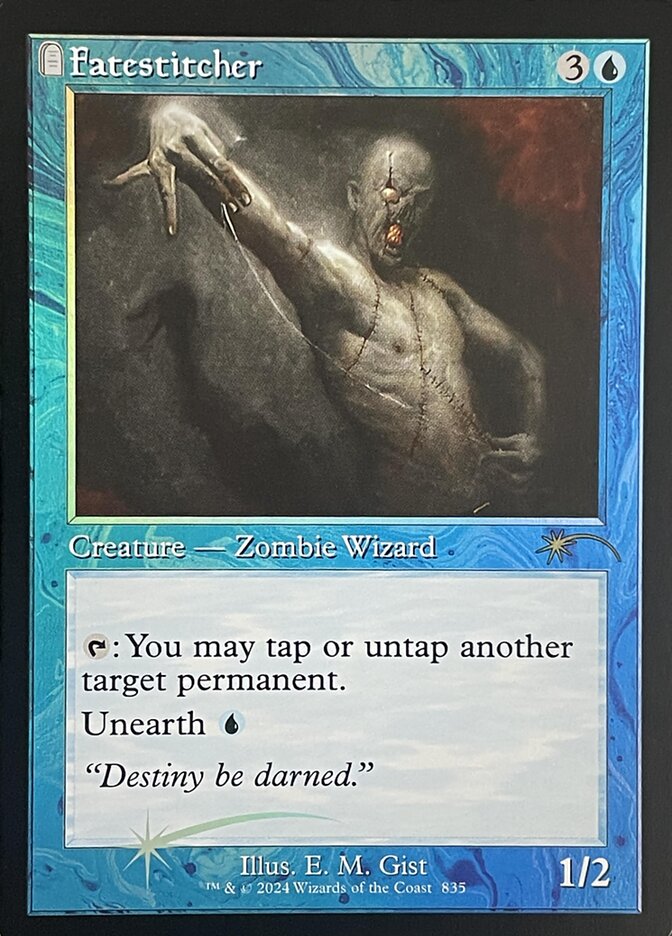 Fatestitcher 3
Creature — Zombie Wizard
: You may tap or untap another
target permanent.
Unearth
“Destiny be darned.”
Illus. E. M. Gist
™ & © 2024 Wizards of the Coast 835
1/2